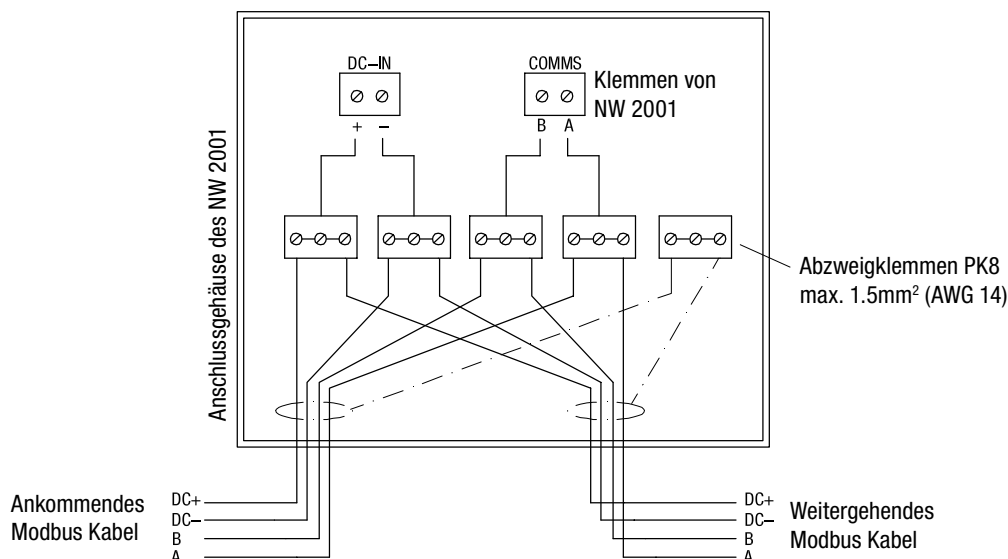 DC–IN
COMMS
Klemmen von
NW 2001
+ –
B A
Anschlussgehäuse des NW 2001
Abzweigklemmen PK8
max. 1.5mm² (AWG 14)
Ankommendes
Modbus Kabel
DC+
DC–
B
A
DC+
DC–
B
A
Weitergehendes
Modbus Kabel